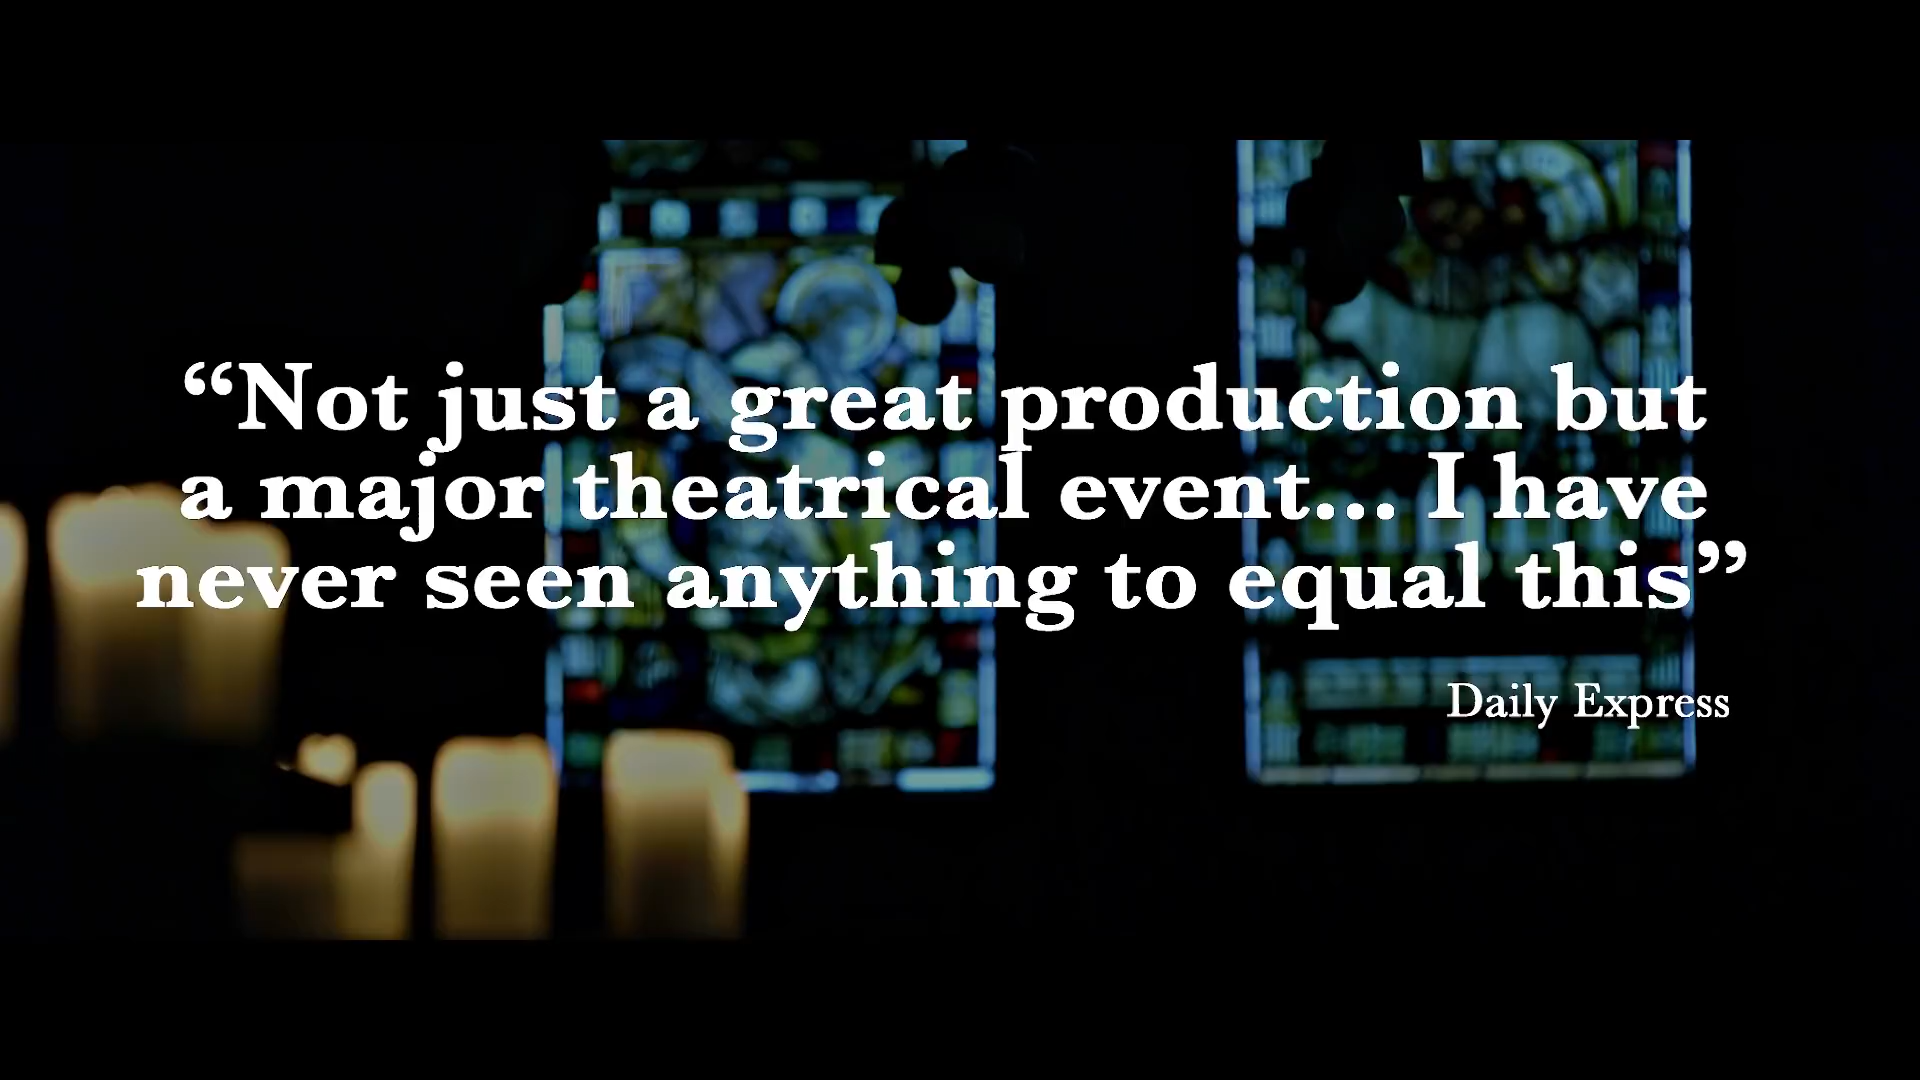 “Not just a great production but
a major theatrical event... I have
never seen anything to equal this”
Daily Express